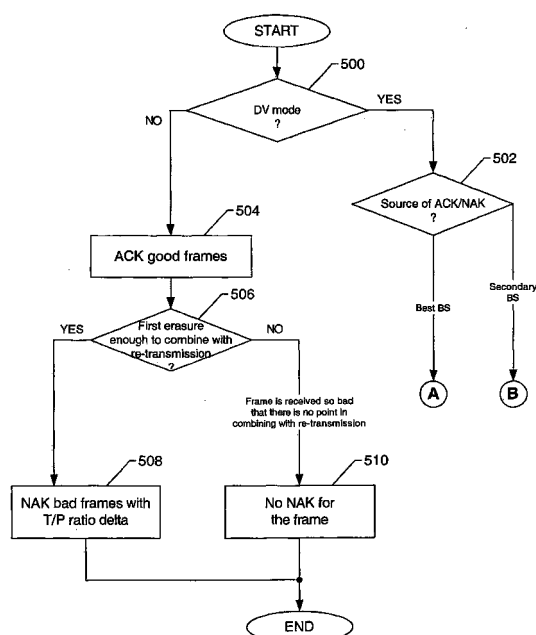 START
500
DV mode
?
NO
YES
502
Source of ACK/NAK
?
504
ACK good frames
506
First erasure
enough to combine with
re-transmission
?
YES
NO
Best BS
Secondary
BS
A
B
Frame is received so bad
that there is no point in
combining with re-transmission
508
NAK bad frames with
T/P ratio delta
510
No NAK for
the frame
END